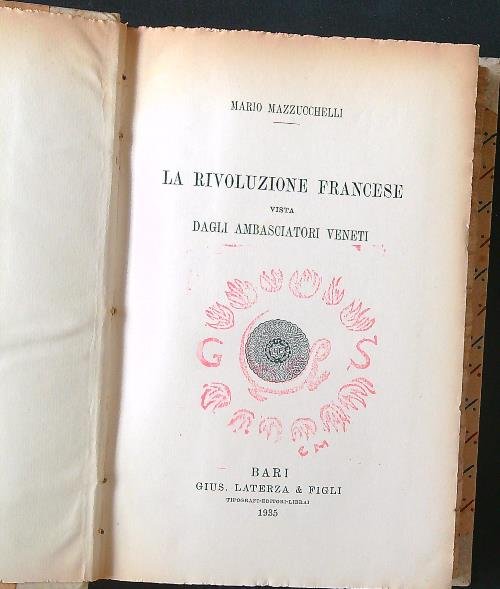 MARIO MAZZUCCHELLI
LA RIVOLUZIONE FRANCESE
VISTA
DAGLI AMBASCIATORI VENETI
G S
C M
BARI
GIUS. LATERZA & FIGLI
TIPOGRAFI-EDITORI-LIBRAI
1935